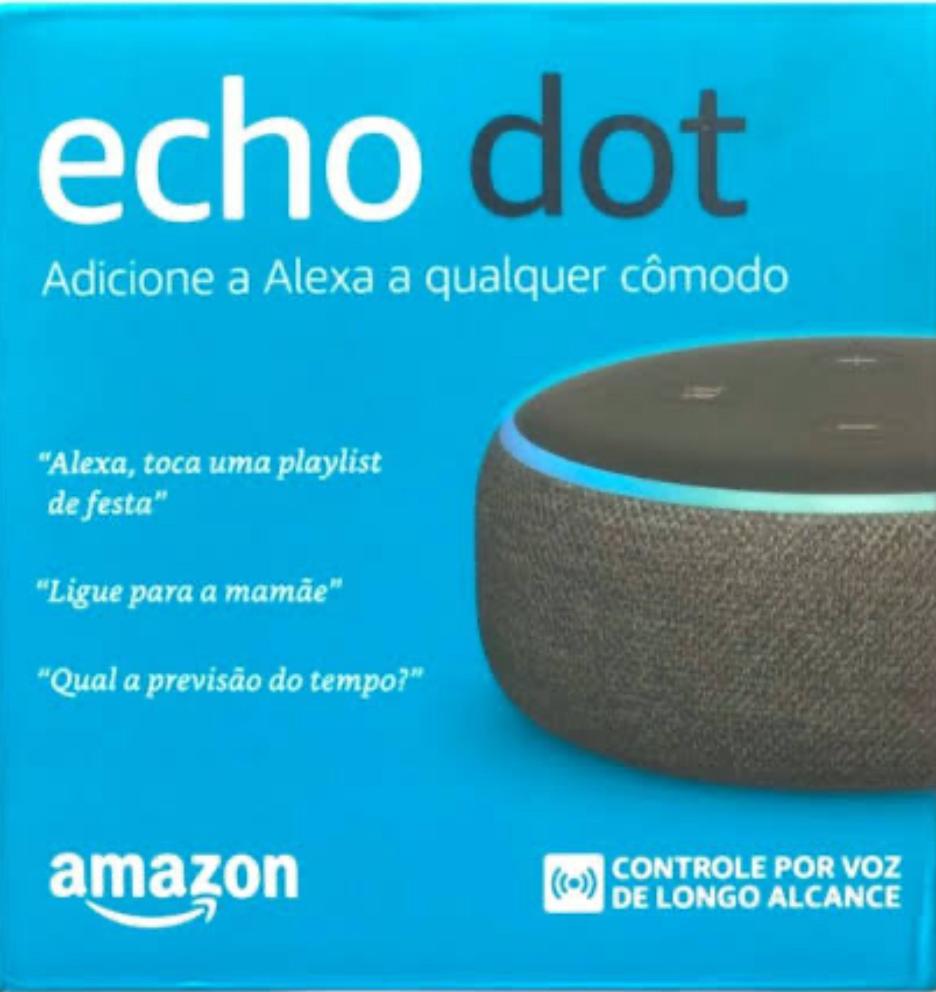 echo dot
Adicione a Alexa a qualquer cômodo
“Alexa, toca uma playlist
de festa”
“Ligue para a mamãe”
“Qual a previsão do tempo?”
amazon
CONTROLE POR VOZ
DE LONGO ALCANCE